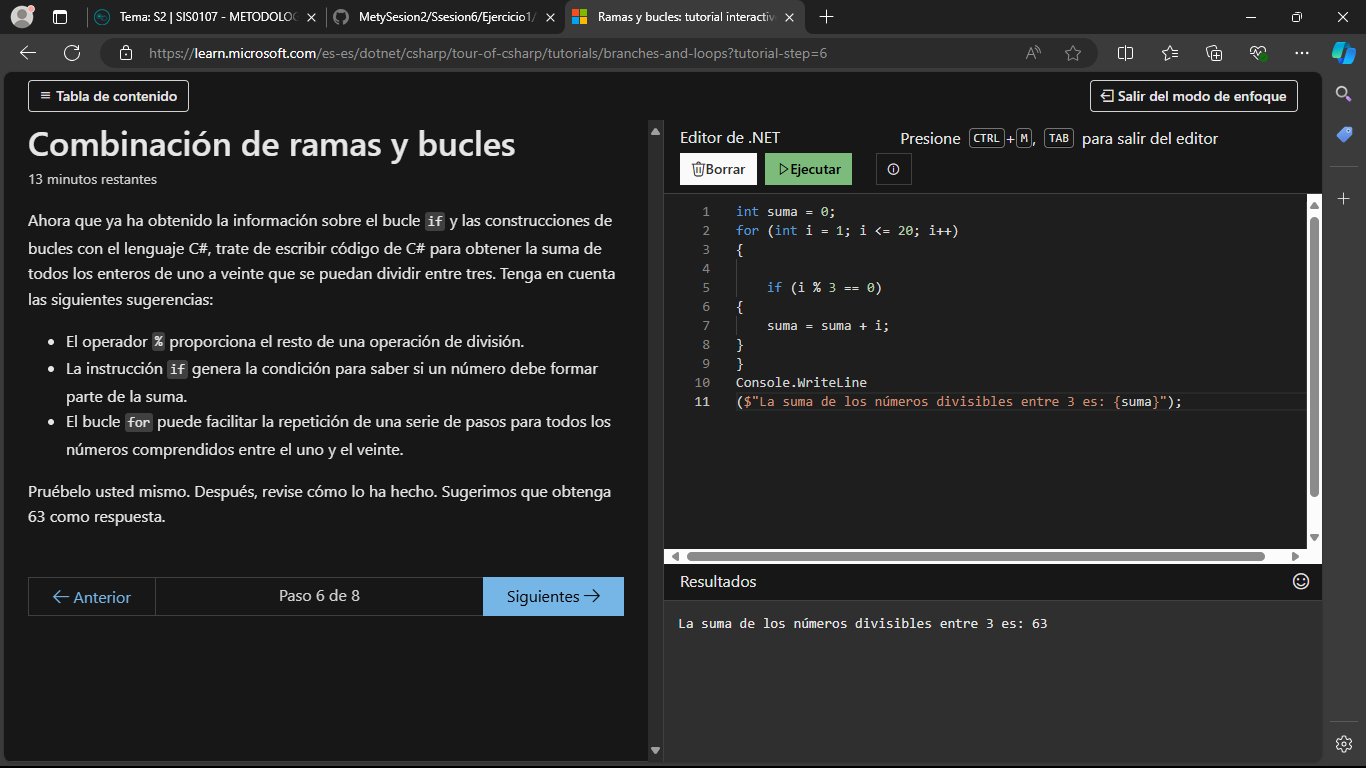 Tema: S2 | SIS0107 - METODOLO
MetySesion2/Ssesion6/Ejercicio1/
Ramas y bucles: tutorial interactiv
https://learn.microsoft.com/es-es/dotnet/csharp/tour-of-csharp/tutorials/branches-and-loops?tutorial-step=6
Tabla de contenido
Salir del modo de enfoque
Combinación de ramas y bucles
13 minutos restantes
Ahora que ya ha obtenido la información sobre el bucle if y las construcciones de
bucles con el lenguaje C#, trate de escribir código de C# para obtener la suma de
todos los enteros de uno a veinte que se puedan dividir entre tres. Tenga en cuenta
las siguientes sugerencias:
• El operador % proporciona el resto de una operación de división.
• La instrucción if genera la condición para saber si un número debe formar
parte de la suma.
• El bucle for puede facilitar la repetición de una serie de pasos para todos los
números comprendidos entre el uno y el veinte.
Pruébelo usted mismo. Después, revise cómo lo ha hecho. Sugerimos que obtenga
63 como respuesta.
Anterior
Paso 6 de 8
Siguientes
Editor de .NET
Presione CTRL+M, TAB para salir del editor
Borrar
Ejecutar
1 int suma = 0;
2 for (int i = 1; i <= 20; i++)
3 {
4
5 if (i % 3 == 0)
6 {
7 suma = suma + i;
8 }
9 }
10 Console.WriteLine
11 ($"La suma de los números divisibles entre 3 es: {suma}");
Resultados
La suma de los números divisibles entre 3 es: 63